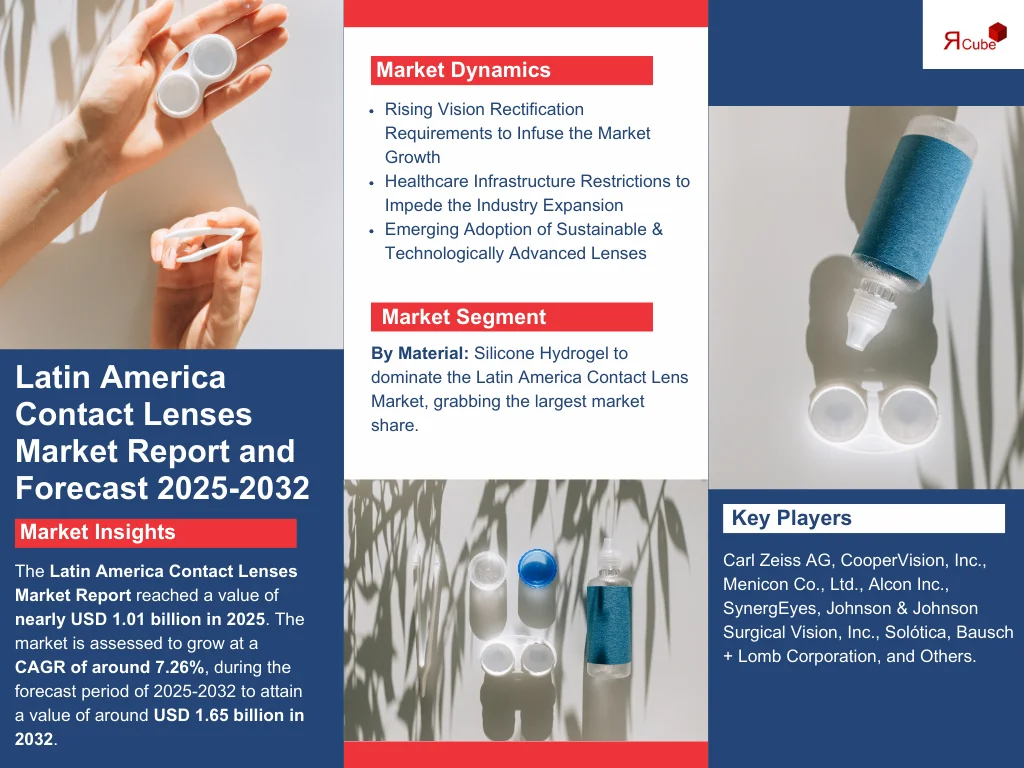 Latin America
Contact Lenses
Market Report and
Forecast 2025-2032
Market Insights
The Latin America Contact Lenses
Market Report reached a value of
nearly USD 1.01 billion in 2025. The
market is assessed to grow at a
CAGR of around 7.26%, during the
forecast period of 2025-2032 to attain
a value of around USD 1.65 billion in
2032.
Market Dynamics
• Rising Vision Rectification
Requirements to Infuse the Market
Growth
• Healthcare Infrastructure Restrictions to
Impede the Industry Expansion
• Emerging Adoption of Sustainable &
Technologically Advanced Lenses
Market Segment
By Material: Silicone Hydrogel to
dominate the Latin America Contact Lens
Market, grabbing the largest market
share.
ЯCube
Key Players
Carl Zeiss AG, CooperVision, Inc.,
Menicon Co., Ltd., Alcon Inc.,
SynergEyes, Johnson & Johnson
Surgical Vision, Inc., Solótica, Bausch
+ Lomb Corporation, and Others.